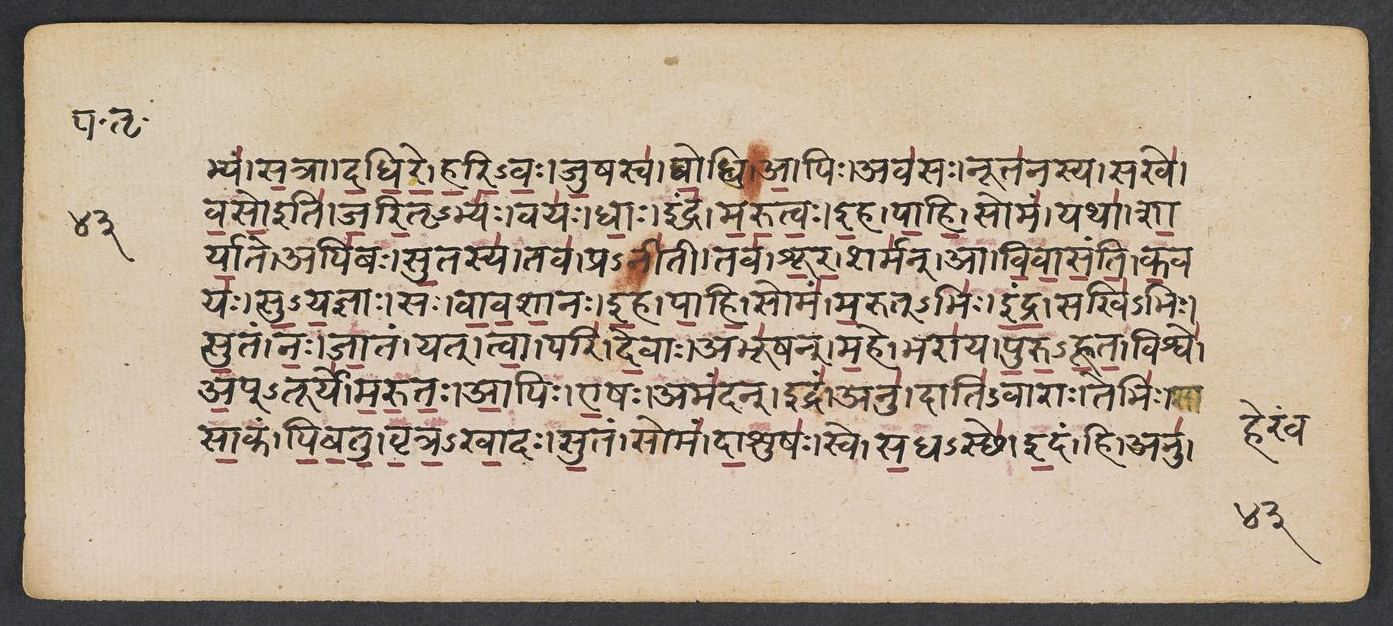 प॰तृ॰
भ्यं।सत्रा।दधिरे।हरिऽवः।जुषस्व।बोधि।आपिः।अवसः।नूतनस्य।सखे।
४३
वसोइति।जरितृऽभ्यः।वयः।धाः।इंद्र।मरुत्वः।इह।पाहि।सोमं।यथा।शा
र्याते।अपिबः।सुतस्य।तव।प्रऽनीती।तव।शूर।शर्मन्।आ।विवासंति।कव
यः।सुऽयज्ञाः।सः।वावशानः।इह।पाहि।सोमं।मरुत्ऽभिः।इंद्र।सखिऽभिः।
सुतं।नः।जातं।यत्।त्वा।परि।देवाः।अभूषन्।महे।भराय।पुरुऽहूत।विश्वे।
अप्ऽतूर्ये।मरुतः।आपिः।एषः।अमंदन्।इंद्रं।अनु।दातिऽवाराः।तेभिः।
साकं।पिबतु।वृत्रऽखादः।सुतं।सोमं।दाशुषः।स्वे।सधऽस्थे।इदं।हि।अनु।
हेरंब
४३